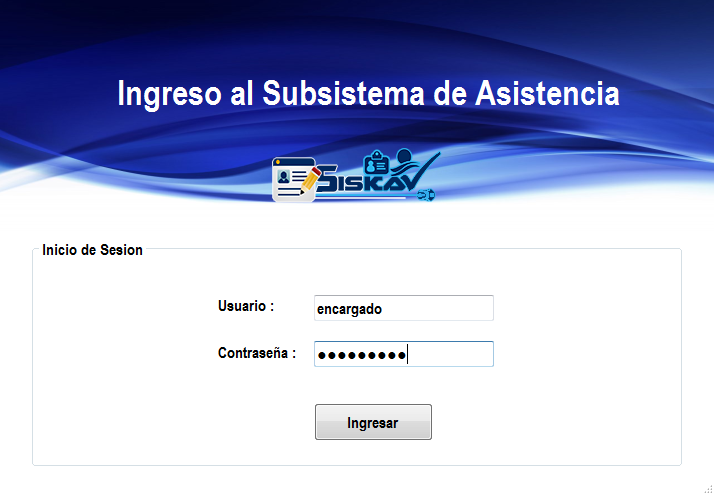 Ingreso al Subsistema de Asistencia
SISKAV
Inicio de Sesion
Usuario :
encargado
Contraseña :
●●●●●●●●●
Ingresar